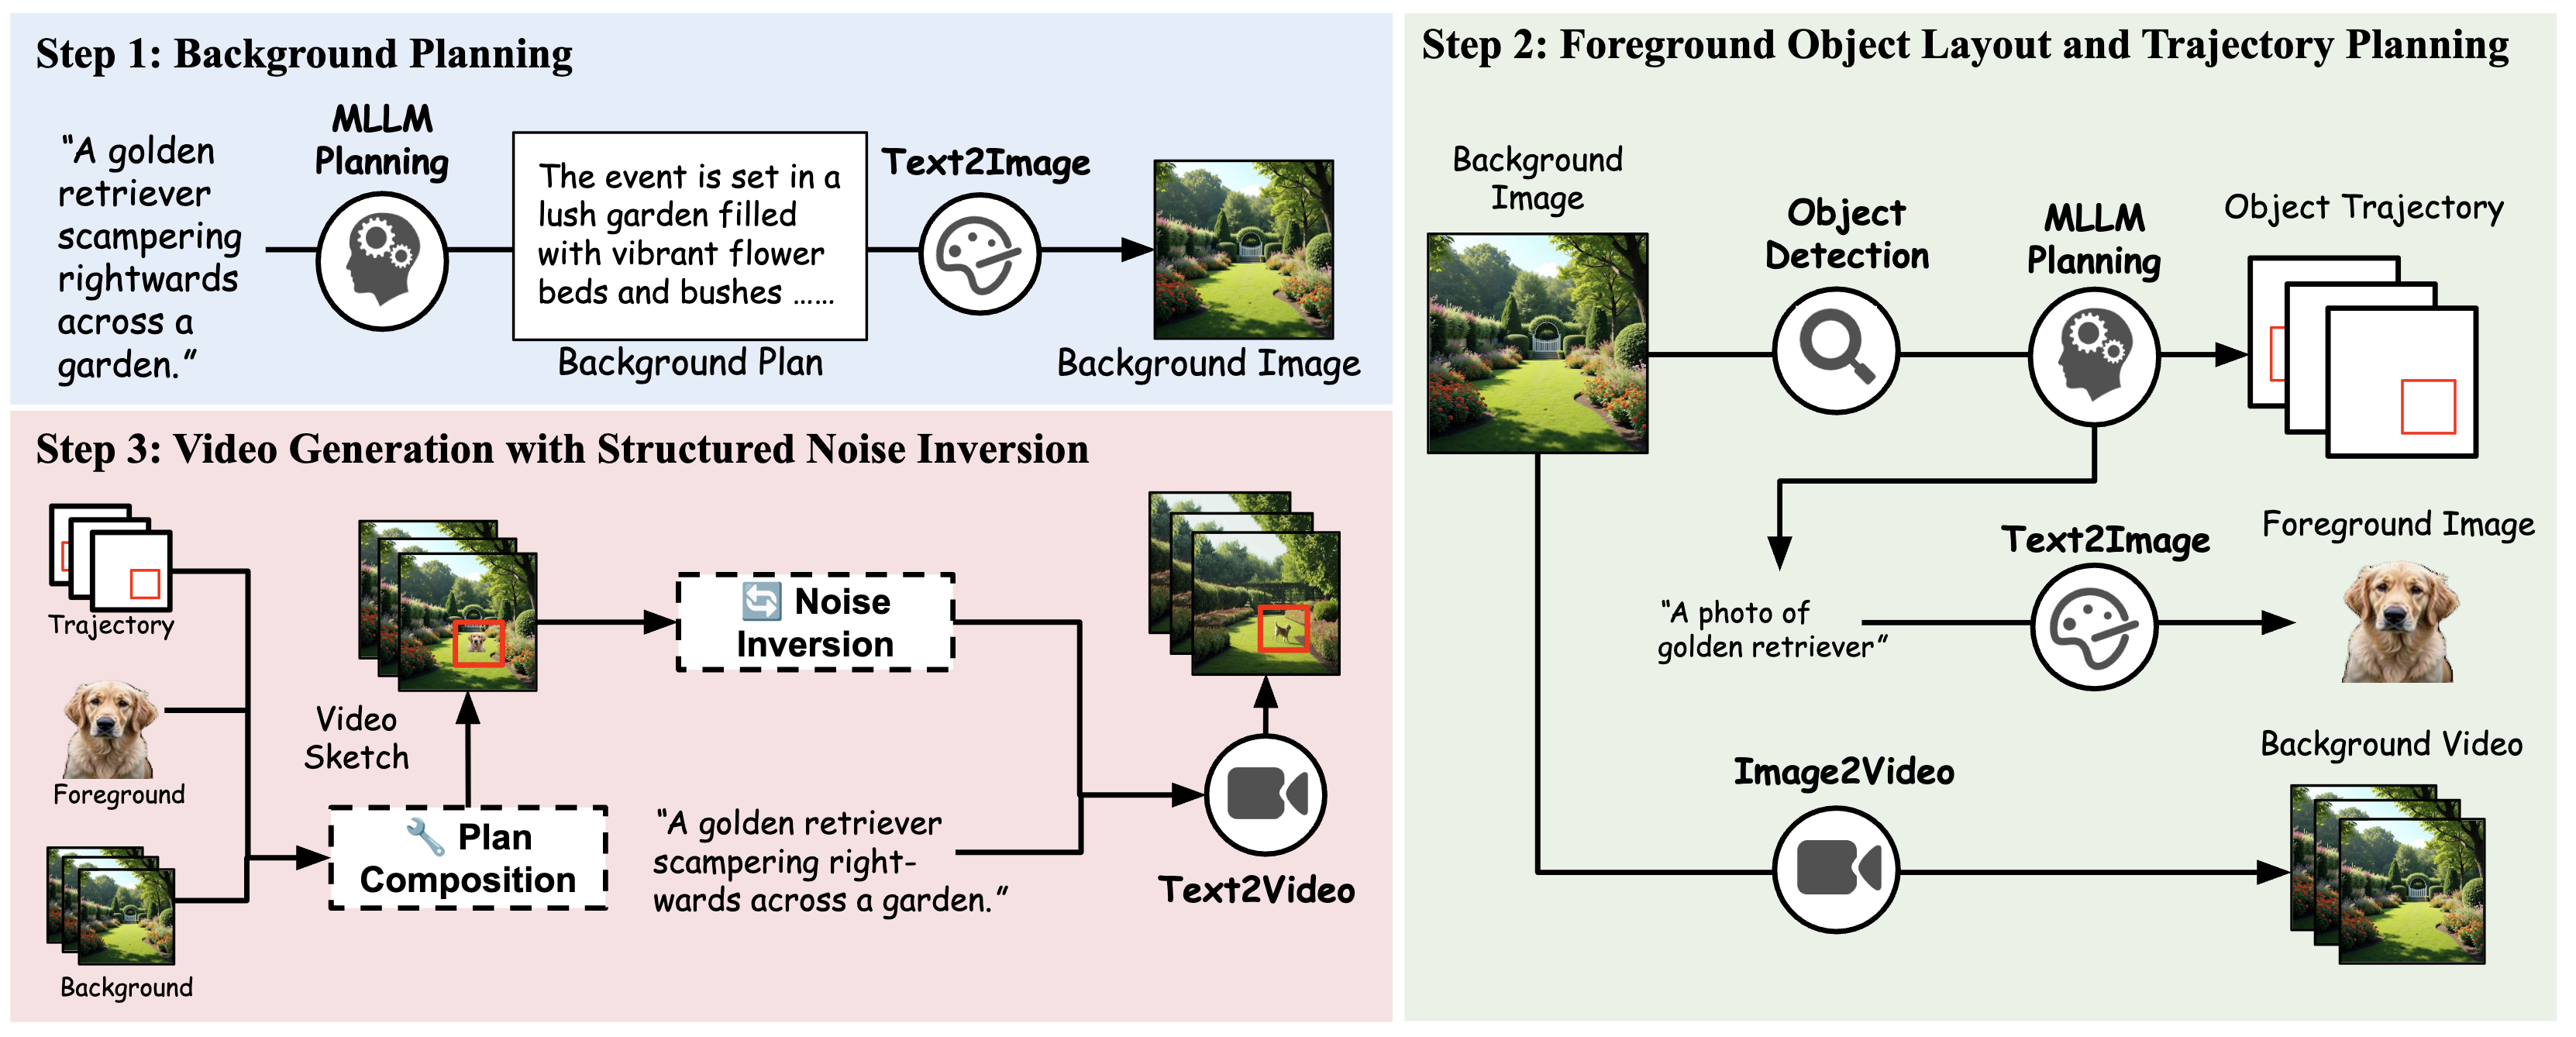 Step 1: Background Planning
“A golden
retriever
scampering
rightwards
across a
garden.”
MLLM
Planning
The event is set in a
lush garden filled
with vibrant flower
beds and bushes ......
Background Plan
Text2Image
Background Image
Step 2: Foreground Object Layout and Trajectory Planning
Background
Image
Object
Detection
MLLM
Planning
Object Trajectory
“A photo of
golden retriever”
Text2Image
Foreground Image
Image2Video
Background Video
Step 3: Video Generation with Structured Noise Inversion
Trajectory
Foreground
Background
Plan
Composition
Video
Sketch
Noise
Inversion
“A golden retriever
scampering right-
wards across a garden.”
Text2Video